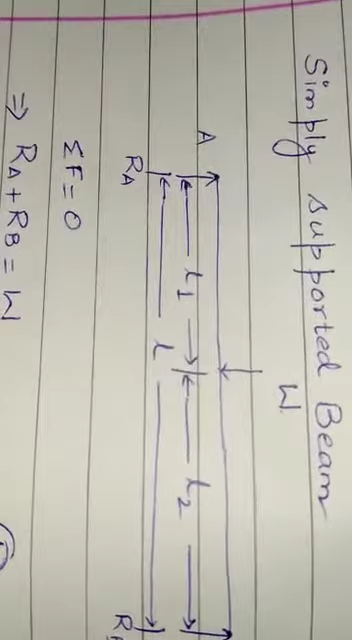 Simply supported Beam
W
A
l1 l2
l
RA
ΣF = 0
⇒ RA + RB = W